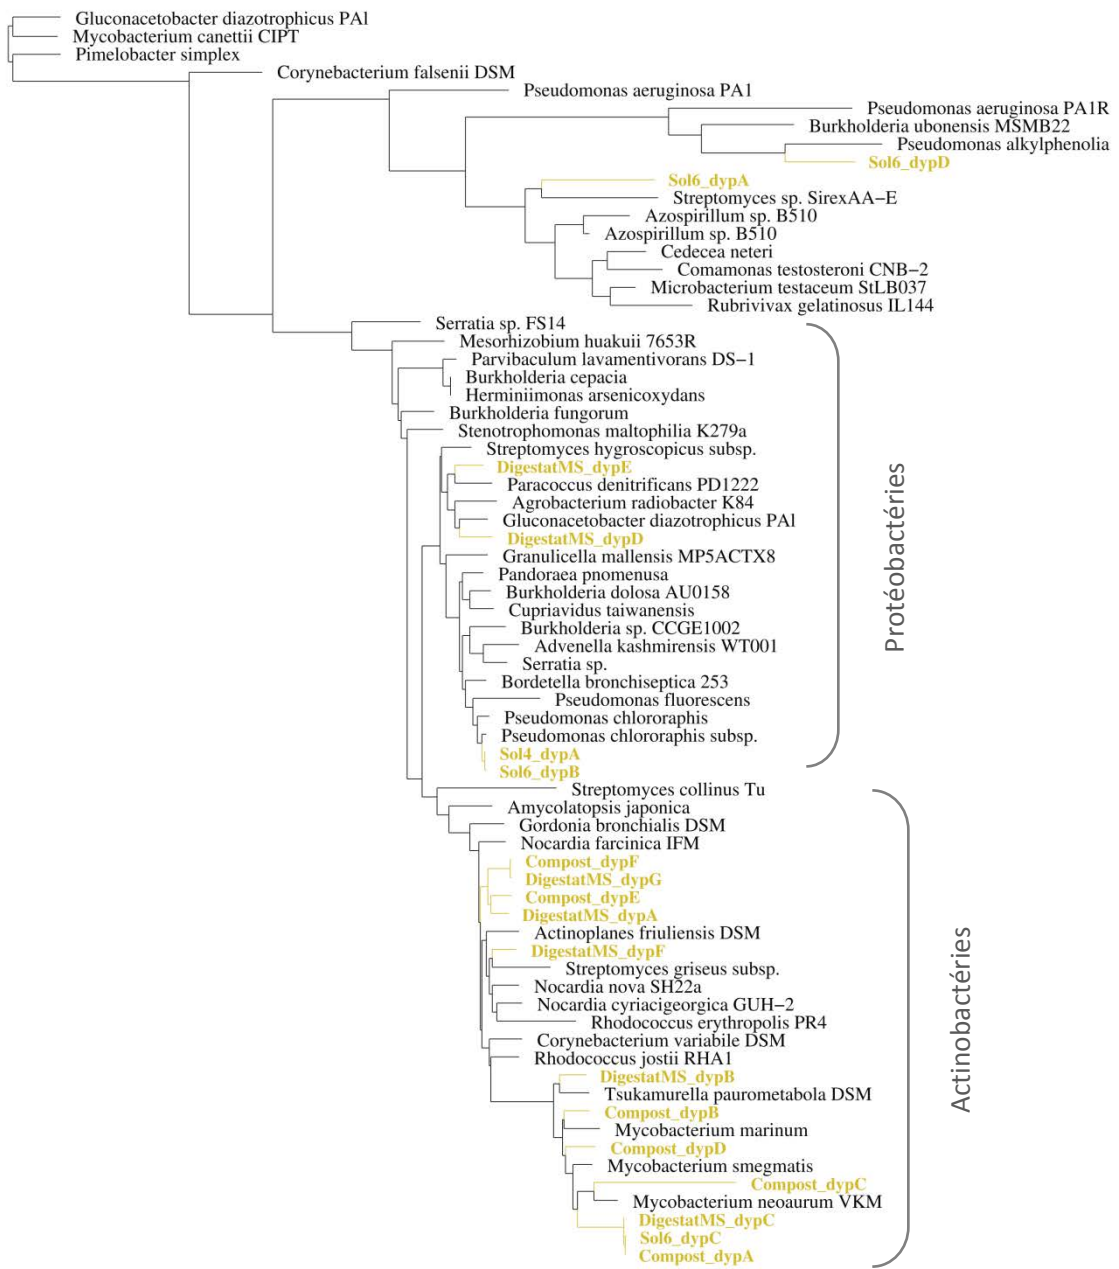 Gluconacetobacter diazotrophicus PAl
Mycobacterium canettii CIPT
Pimelobacter simplex
Corynebacterium falsenii DSM
Pseudomonas aeruginosa PA1
Pseudomonas aeruginosa PA1R
Burkholderia ubonensis MSMB22
Pseudomonas alkylphenolia
Sol6_dypD
Sol6_dypA
Streptomyces sp. SirexAA−E
Azospirillum sp. B510
Azospirillum sp. B510
Cedecea neteri
Comamonas testosteroni CNB−2
Microbacterium testaceum StLB037
Rubrivivax gelatinosus IL144
Serratia sp. FS14
Mesorhizobium huakuii 7653R
Parvibaculum lavamentivorans DS−1
Burkholderia cepacia
Herminiimonas arsenicoxydans
Burkholderia fungorum
Stenotrophomonas maltophilia K279a
Streptomyces hygroscopicus subsp.
DigestatMS_dypE
Paracoccus denitrificans PD1222
Agrobacterium radiobacter K84
Gluconacetobacter diazotrophicus PAl
DigestatMS_dypD
Granulicella mallensis MP5ACTX8
Pandoraea pnomenusa
Burkholderia dolosa AU0158
Cupriavidus taiwanensis
Burkholderia sp. CCGE1002
Advenella kashmirensis WT001
Serratia sp.
Bordetella bronchiseptica 253
Pseudomonas fluorescens
Pseudomonas chlororaphis
Pseudomonas chlororaphis subsp.
Sol4_dypA
Sol6_dypB
Protéobactéries
Streptomyces collinus Tu
Amycolatopsis japonica
Gordonia bronchialis DSM
Nocardia farcinica IFM
Compost_dypF
DigestatMS_dypG
Compost_dypE
DigestatMS_dypA
Actinoplanes friuliensis DSM
DigestatMS_dypF
Streptomyces griseus subsp.
Nocardia nova SH22a
Nocardia cyriacigeorgica GUH−2
Rhodococcus erythropolis PR4
Corynebacterium variabile DSM
Rhodococcus jostii RHA1
DigestatMS_dypB
Tsukamurella paurometabola DSM
Compost_dypB
Mycobacterium marinum
Compost_dypD
Mycobacterium smegmatis
Compost_dypC
Mycobacterium neoaurum VKM
DigestatMS_dypC
Sol6_dypC
Compost_dypA
Actinobactéries